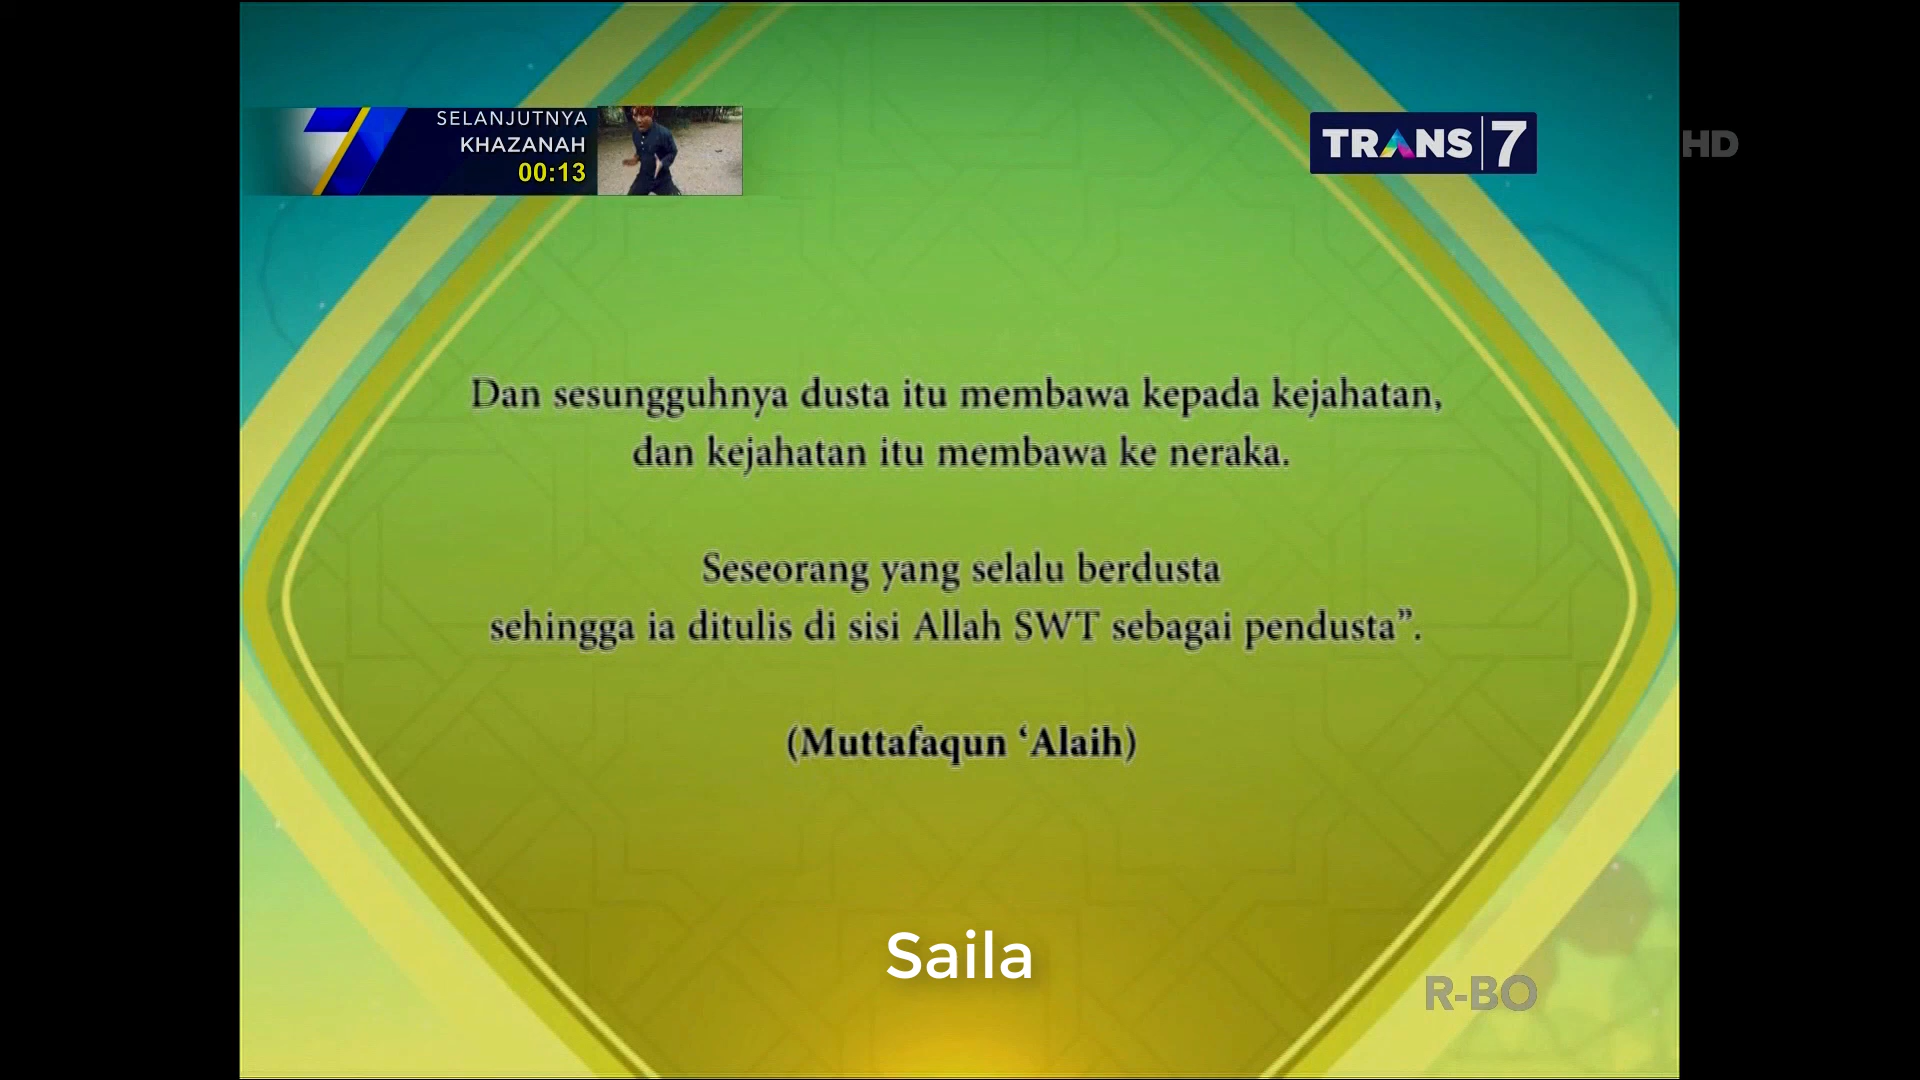 SELANJUTNYA
KHAZANAH
00:13
TRANS|7
HD
Dan sesungguhnya dusta itu membawa kepada kejahatan,
dan kejahatan itu membawa ke neraka.
Seseorang yang selalu berdusta
sehingga ia ditulis di sisi Allah SWT sebagai pendusta”.
(Muttafaqun ‘Alaih)
Saila
R-BO